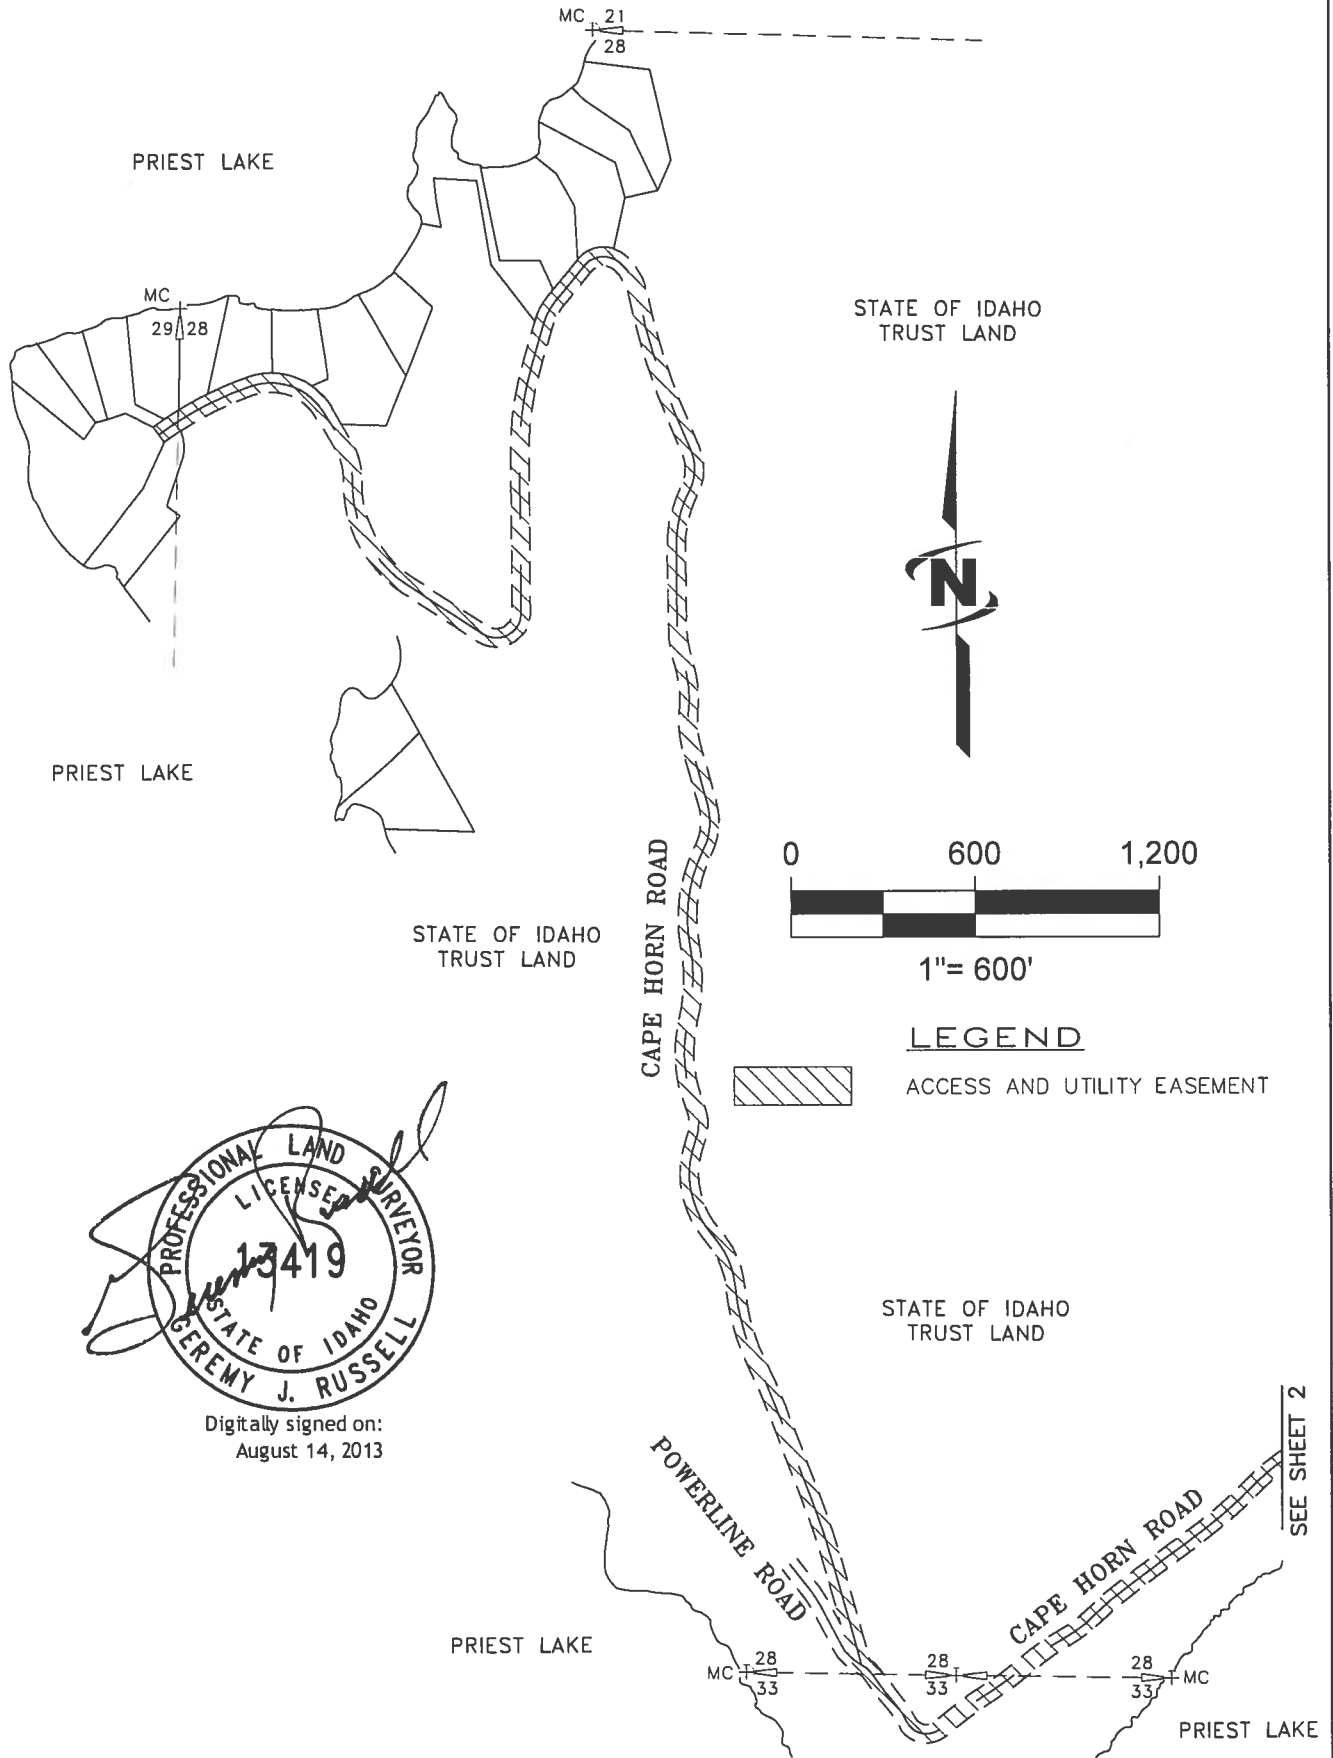 MC 21
28
PRIEST LAKE
MC
29 28
STATE OF IDAHO
TRUST LAND
N
PRIEST LAKE
0 600 1,200
1"= 600'
CAPE HORN ROAD
STATE OF IDAHO
TRUST LAND
LEGEND
ACCESS AND UTILITY EASEMENT
PROFESSIONAL LAND SURVEYOR
LICENSED
13419
STATE OF IDAHO
GEREMY J. RUSSELL
Digitally signed on:
August 14, 2013
STATE OF IDAHO
TRUST LAND
SEE SHEET 2
POWERLINE ROAD
CAPE HORN ROAD
PRIEST LAKE
MC 28
33
28
33
28
33 MC
PRIEST LAKE